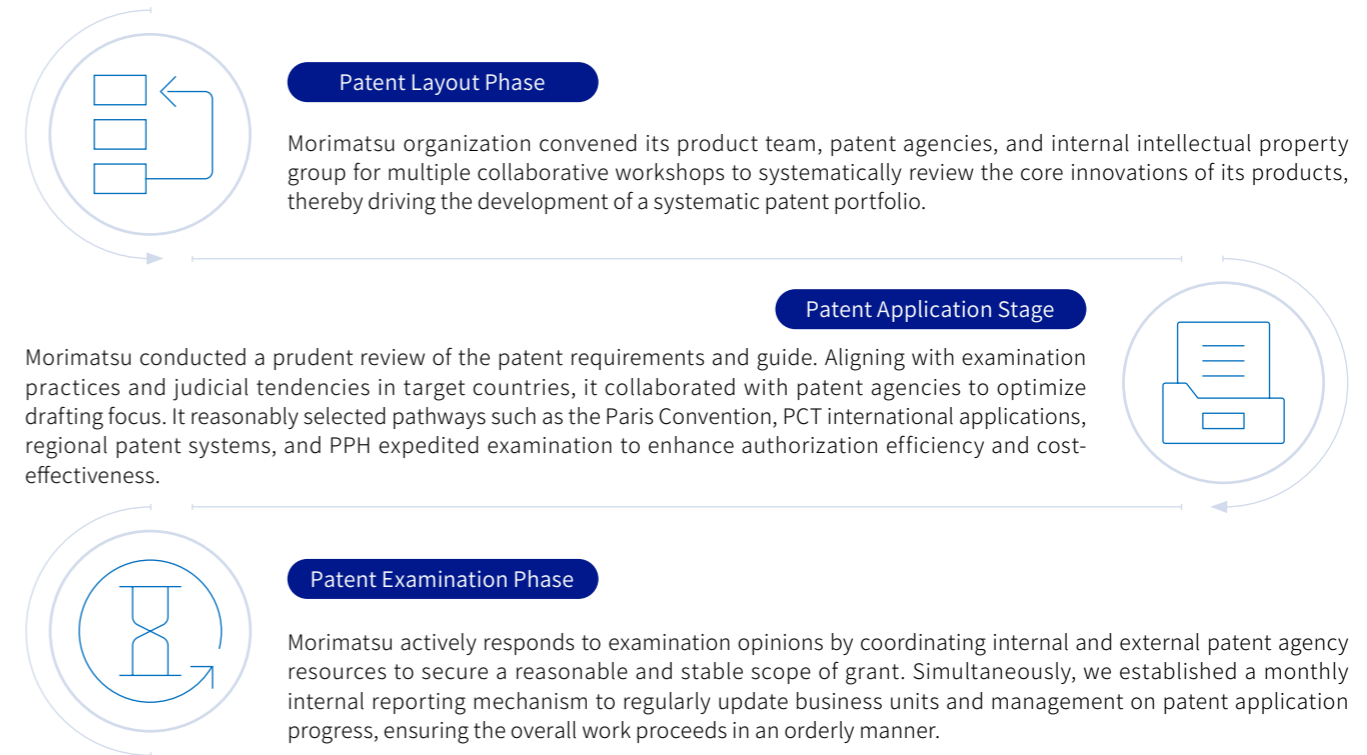 Patent Layout Phase
Morimatsu organization convened its product team, patent agencies, and internal intellectual property
group for multiple collaborative workshops to systematically review the core innovations of its products,
thereby driving the development of a systematic patent portfolio.
Patent Application Stage
Morimatsu conducted a prudent review of the patent requirements and guide. Aligning with examination
practices and judicial tendencies in target countries, it collaborated with patent agencies to optimize
drafting focus. It reasonably selected pathways such as the Paris Convention, PCT international applications,
regional patent systems, and PPH expedited examination to enhance authorization efficiency and cost-
effectiveness.
Patent Examination Phase
Morimatsu actively responds to examination opinions by coordinating internal and external patent agency
resources to secure a reasonable and stable scope of grant. Simultaneously, we established a monthly
internal reporting mechanism to regularly update business units and management on patent application
progress, ensuring the overall work proceeds in an orderly manner.